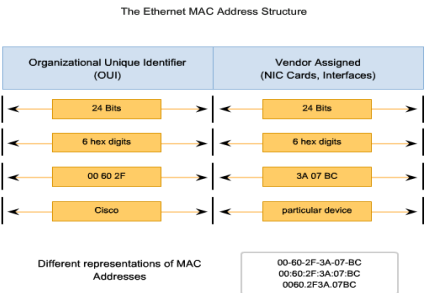 The Ethernet MAC Address Structure
Organizational Unique Identifier
(OUI)
Vendor Assigned
(NIC Cards, Interfaces)
24 Bits
24 Bits
6 hex digits
6 hex digits
00 60 2F
3A 07 BC
Cisco
particular device
Different representations of MAC
Addresses
00-60-2F-3A-07-BC
00:60:2F:3A:07:BC
0060.2F3A.07BC